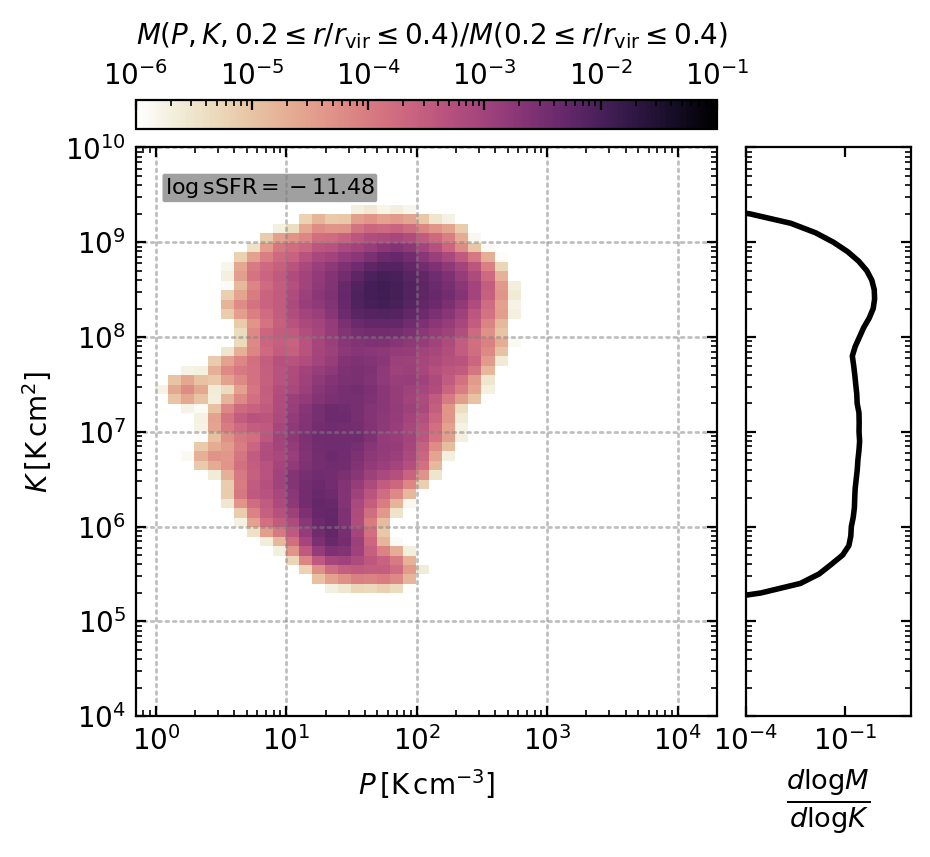 M(P, K, 0.2 ≤ r/r_vir ≤ 0.4)/M(0.2 ≤ r/r_vir ≤ 0.4)
10^−6 10^−5 10^−4 10^−3 10^−2 10^−1
10^10
log sSFR = −11.48
10^9
10^8
10^7
10^6
10^5
10^4
K [K cm^2]
10^0 10^1 10^2 10^3 10^4
10^−4 10^−1
P [K cm^−3]
dlogM
dlogK